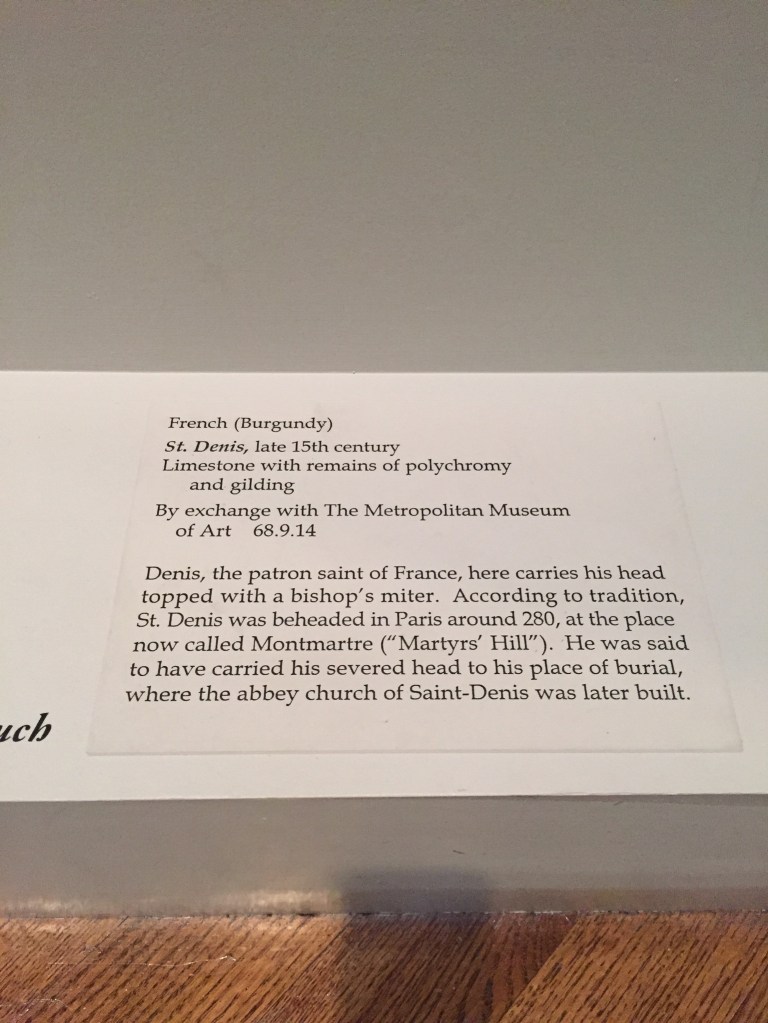 French (Burgundy)
St. Denis, late 15th century
Limestone with remains of polychromy
and gilding
By exchange with The Metropolitan Museum
of Art 68.9.14
Denis, the patron saint of France, here carries his head
topped with a bishop's miter. According to tradition,
St. Denis was beheaded in Paris around 280, at the place
now called Montmartre ("Martyrs' Hill"). He was said
to have carried his severed head to his place of burial,
where the abbey church of Saint-Denis was later built.